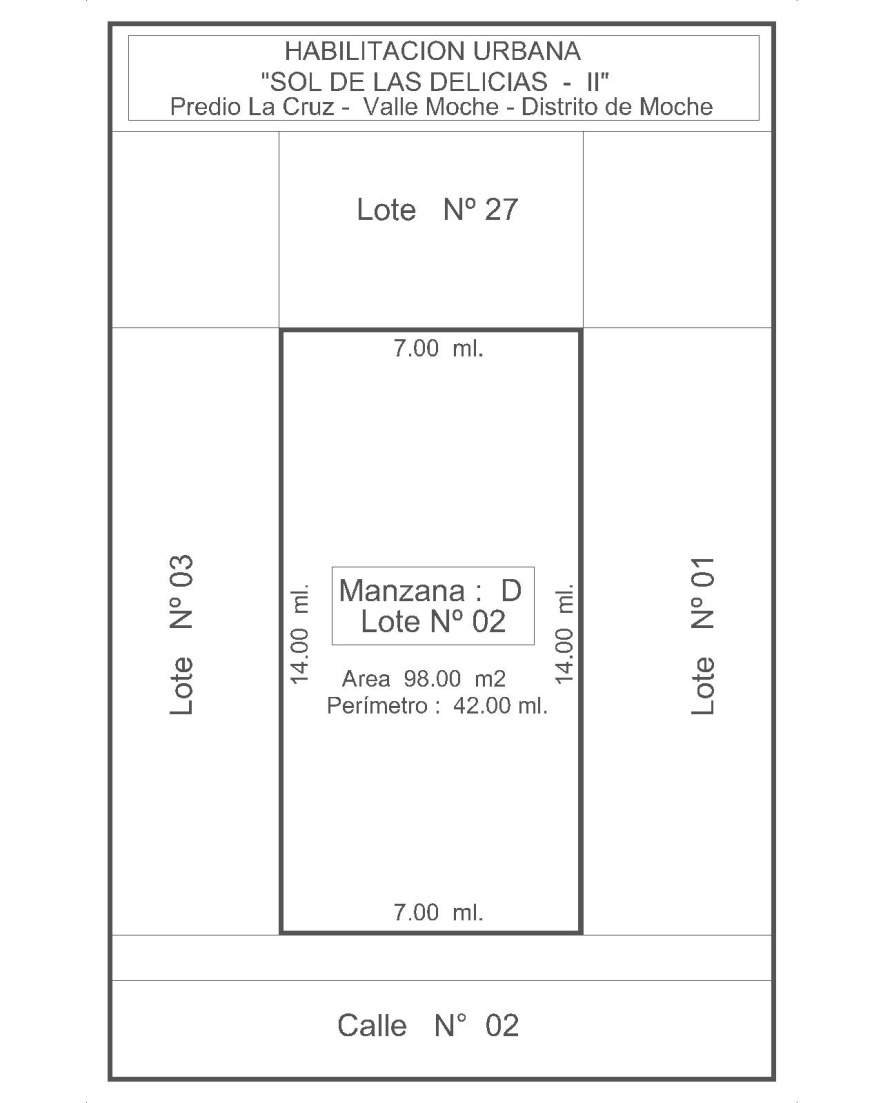 HABILITACION URBANA
"SOL DE LAS DELICIAS - II"
Predio La Cruz - Valle Moche - Distrito de Moche
Lote Nº 27
7.00 ml.
Lote Nº 03
14.00 ml.
Manzana : D
Lote Nº 02
Area 98.00 m2
Perímetro : 42.00 ml.
14.00 ml.
Lote Nº 01
7.00 ml.
Calle N° 02